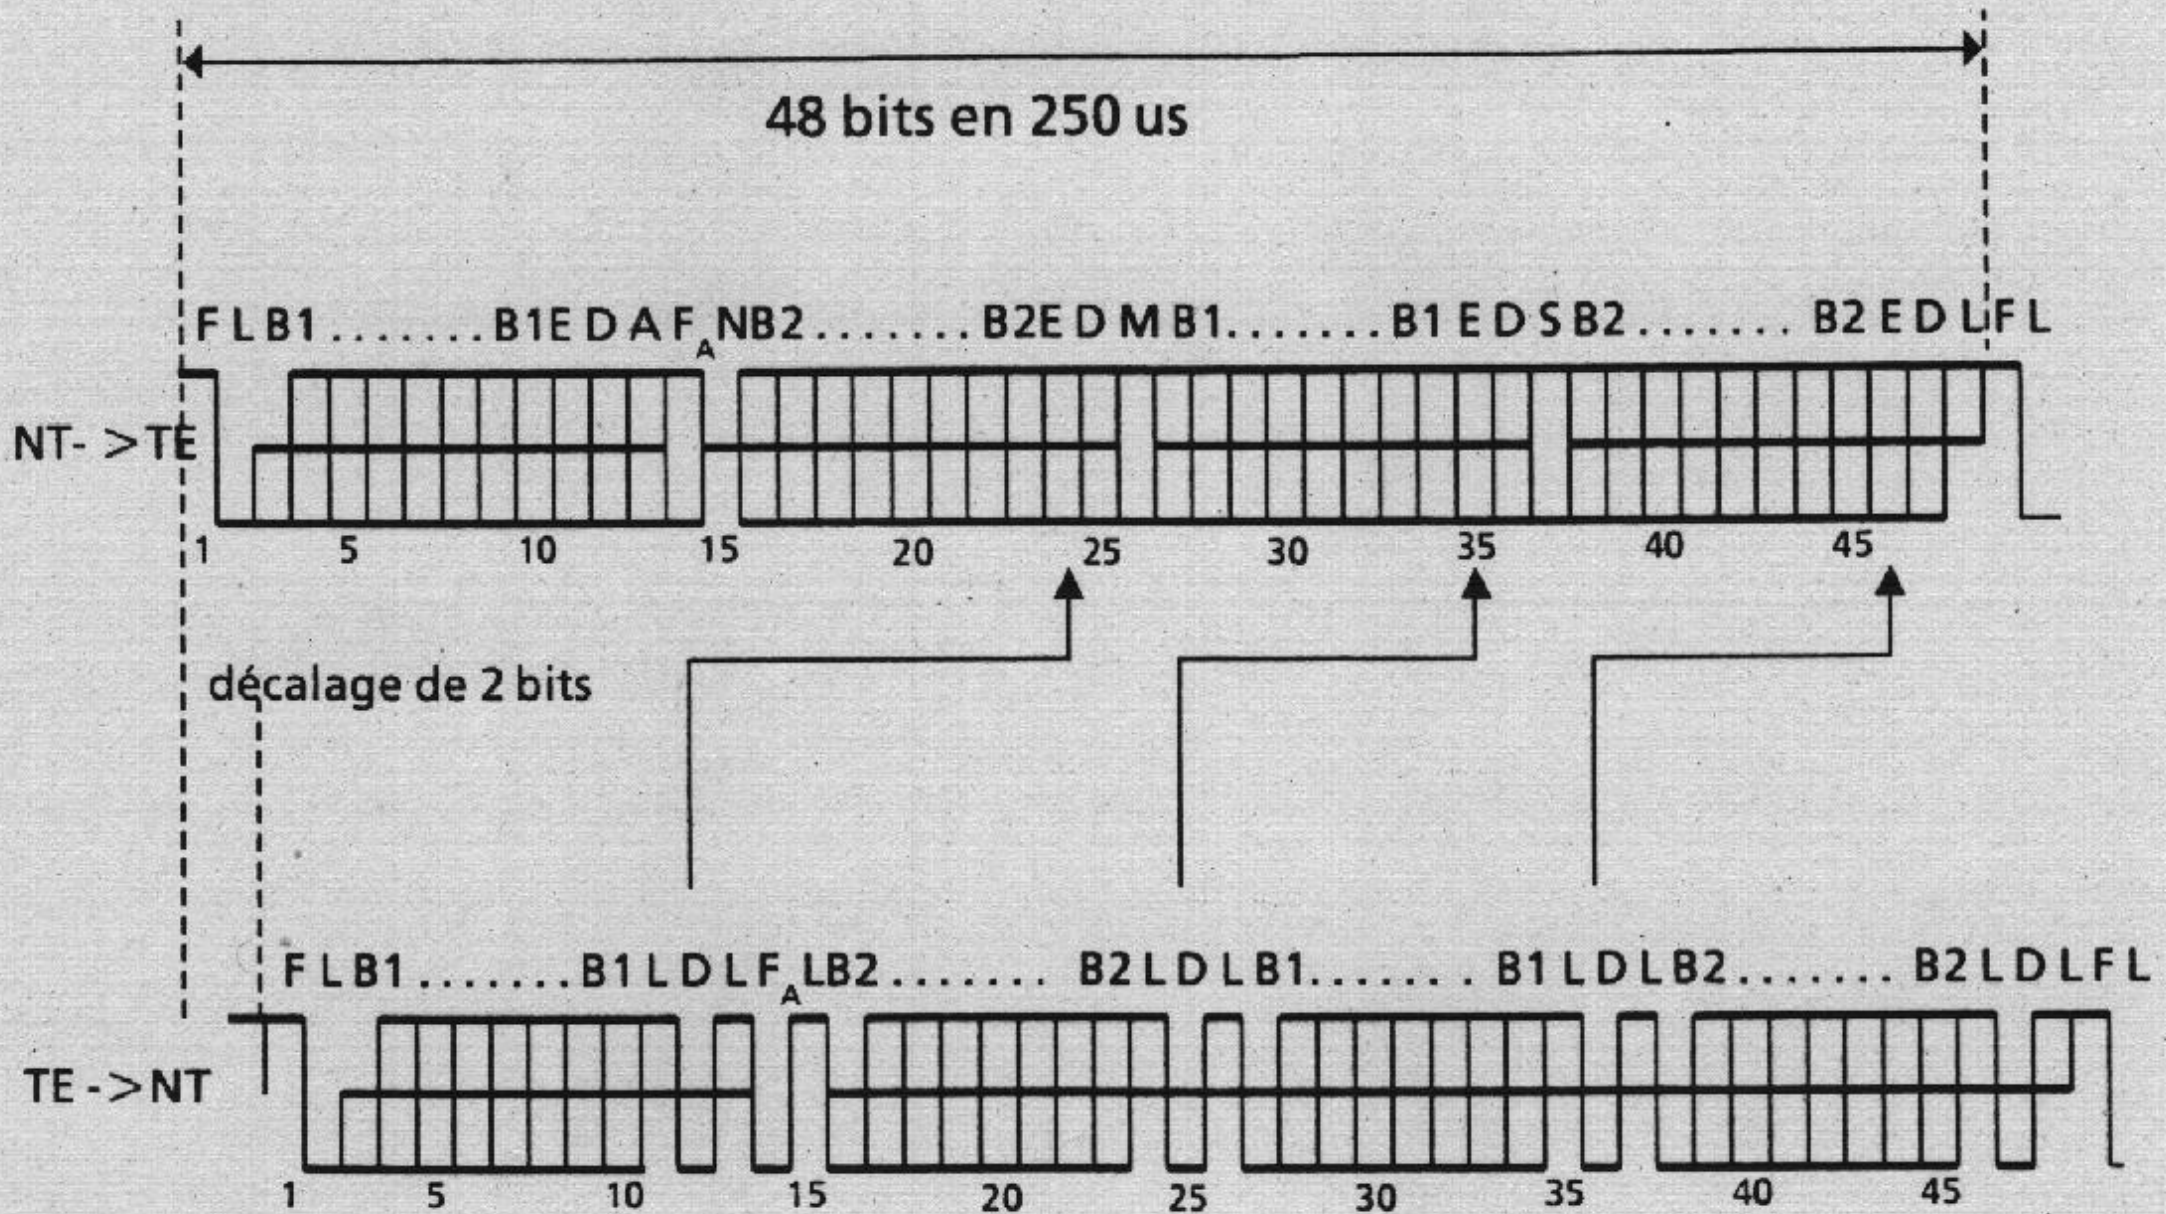 48 bits en 250 us
F L B1.......B1E D A F A NB2.......B2E D M B1.......B1 E D S B2....... B2 E D L F L
NT- >TE
1 5 10 15 20 25 30 35 40 45
décalage de 2 bits
F L B1.......B1 L D L F A LB2....... B2 L D L B1....... B1 L D L B2....... B2 L D L F L
TE ->NT
1 5 10 15 20 25 30 35 40 45